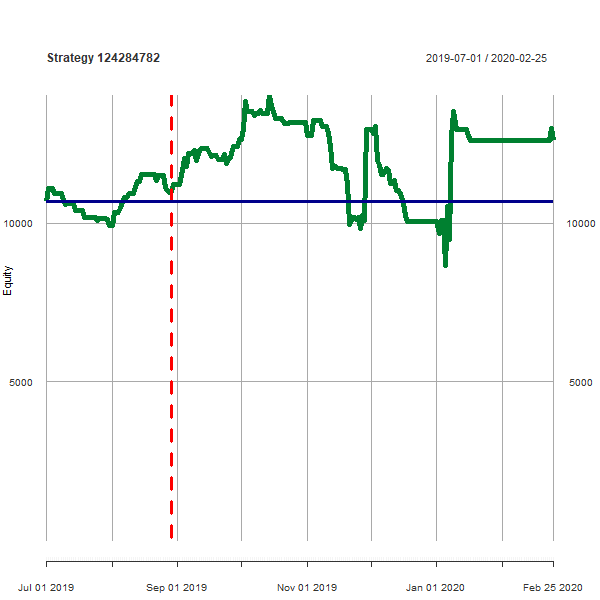 Strategy 124284782
2019-07-01 / 2020-02-25
10000
10000
Equity
5000
5000
Jul 01 2019
Sep 01 2019
Nov 01 2019
Jan 01 2020
Feb 25 2020